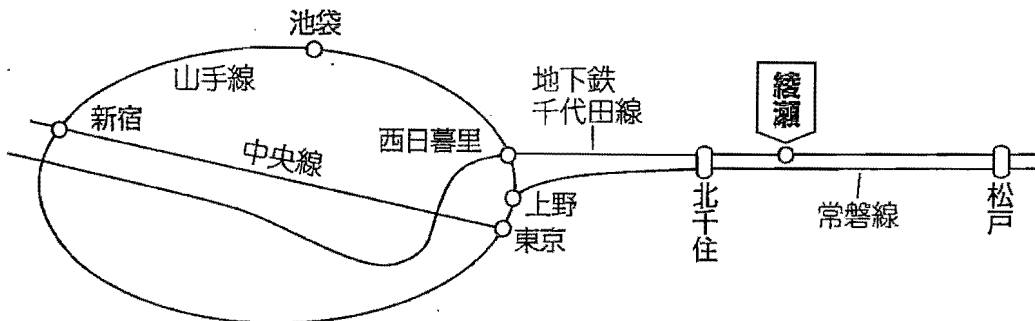 池袋
山手線
新宿
中央線
西日暮里
上野
東京
地下鉄
千代田線
綾瀬
北千住
常磐線
松戸